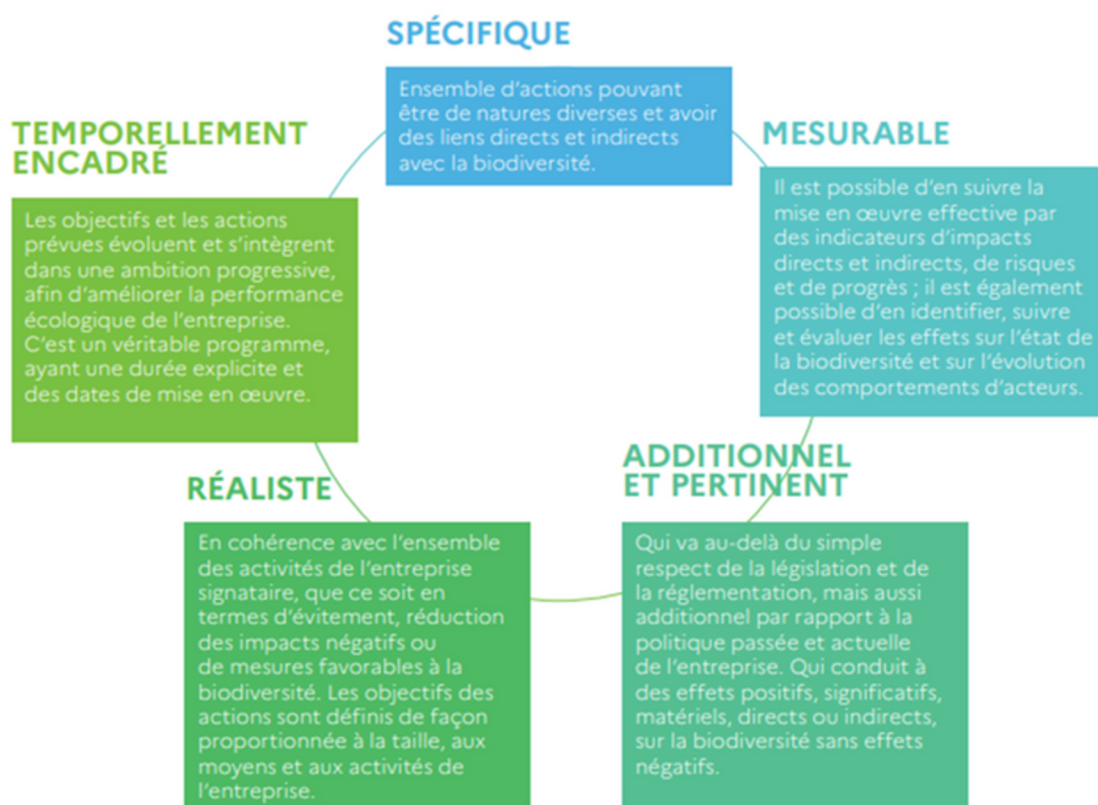 SPÉCIFIQUE
Ensemble d'actions pouvant
être de natures diverses et avoir
des liens directs et indirects
avec la biodiversité.
MESURABLE
Il est possible d'en suivre la
mise en œuvre effective par
des indicateurs d'impacts
directs et indirects, de risques
et de progrès ; il est également
possible d'en identifier, suivre
et évaluer les effets sur l'état de
la biodiversité et sur l'évolution
des comportements d'acteurs.
ADDITIONNEL
ET PERTINENT
Qui va au-delà du simple
respect de la législation et de
la réglementation, mais aussi
additionnel par rapport à la
politique passée et actuelle
de l'entreprise. Qui conduit à
des effets positifs, significatifs,
matériels, directs ou indirects,
sur la biodiversité sans effets
négatifs.
RÉALISTE
En cohérence avec l'ensemble
des activités de l'entreprise
signataire, que ce soit en
termes d'évitement, réduction
des impacts négatifs ou
de mesures favorables à la
biodiversité. Les objectifs des
actions sont définis de façon
proportionnée à la taille, aux
moyens et aux activités de
l'entreprise.
TEMPORELLEMENT
ENCADRÉ
Les objectifs et les actions
prévues évoluent et s'intègrent
dans une ambition progressive,
afin d'améliorer la performance
écologique de l'entreprise.
C'est un véritable programme,
ayant une durée explicite et
des dates de mise en œuvre.